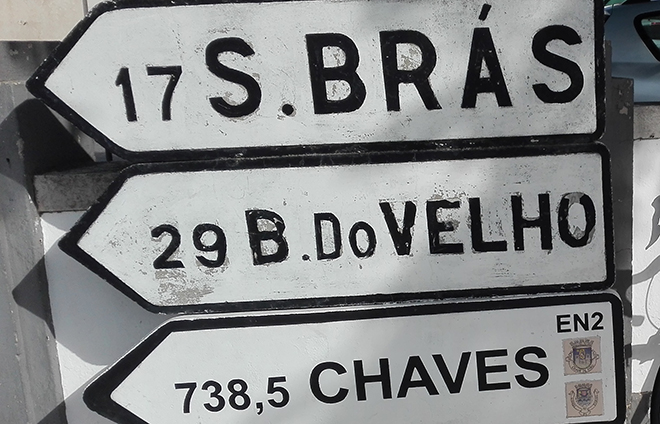 17 S. BRÁS
29 B. Do VELHO
EN2
738,5 CHAVES